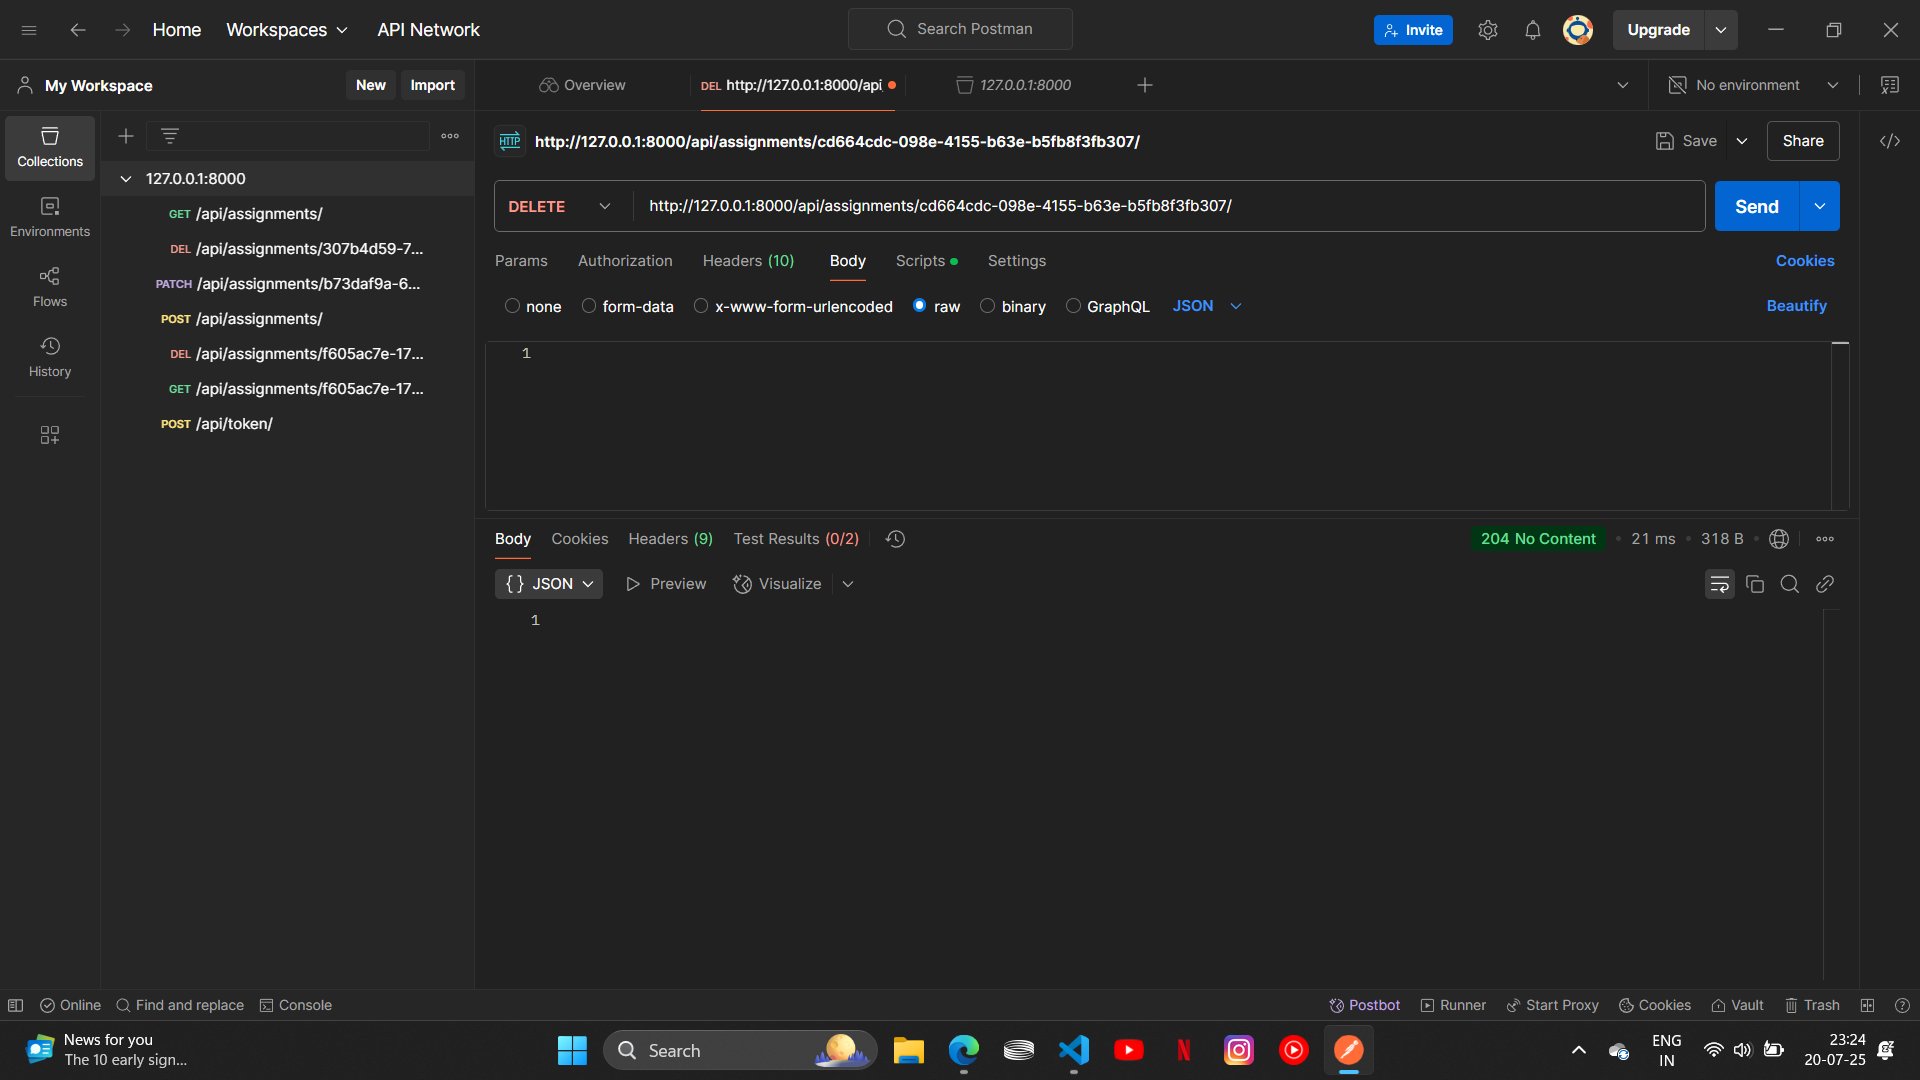 Home Workspaces API Network Search Postman Invite Upgrade
My Workspace New Import Overview DEL http://127.0.0.1:8000/api, 127.0.0.1:8000 No environment
Collections
Environments
Flows
History
127.0.0.1:8000
GET /api/assignments/
DEL /api/assignments/307b4d59-7...
PATCH /api/assignments/b73daf9a-6...
POST /api/assignments/
DEL /api/assignments/f605ac7e-17...
GET /api/assignments/f605ac7e-17...
POST /api/token/
HTTP http://127.0.0.1:8000/api/assignments/cd664cdc-098e-4155-b63e-b5fb8f3fb307/ Save Share </>
DELETE http://127.0.0.1:8000/api/assignments/cd664cdc-098e-4155-b63e-b5fb8f3fb307/ Send
Params Authorization Headers (10) Body Scripts Settings Cookies
none form-data x-www-form-urlencoded raw binary GraphQL JSON Beautify
1
Body Cookies Headers (9) Test Results (0/2) 204 No Content 21 ms 318 B
{} JSON Preview Visualize
1
Online Find and replace Console Postbot Runner Start Proxy Cookies Vault Trash
News for you
The 10 early sign...
Search
ENG
IN
23:24
20-07-25